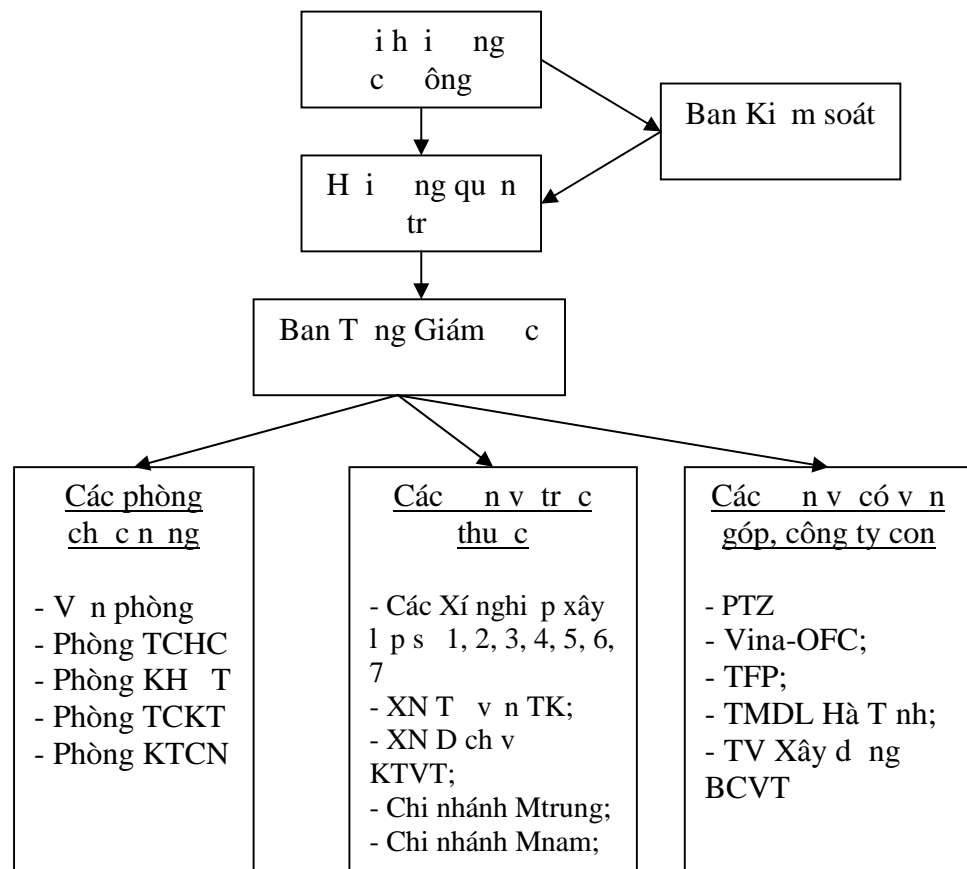 i h i ng
c ông
Ban Ki m soát
H i ng qu n
tr
Ban T ng Giám c
Các phòng
ch c n ng
- V n phòng
- Phòng TCHC
- Phòng KH T
- Phòng TCKT
- Phòng KTCN
Các n v tr c
thu c
- Các Xí nghi p xây
l p s 1, 2, 3, 4, 5, 6,
7
- XN T v n TK;
- XN D ch v
KTVT;
- Chi nhánh Mtrung;
- Chi nhánh Mnam;
Các n v có v n
góp, công ty con
- PTZ
- Vina-OFC;
- TFP;
- TMDL Hà T nh;
- TV Xây d ng
BCVT